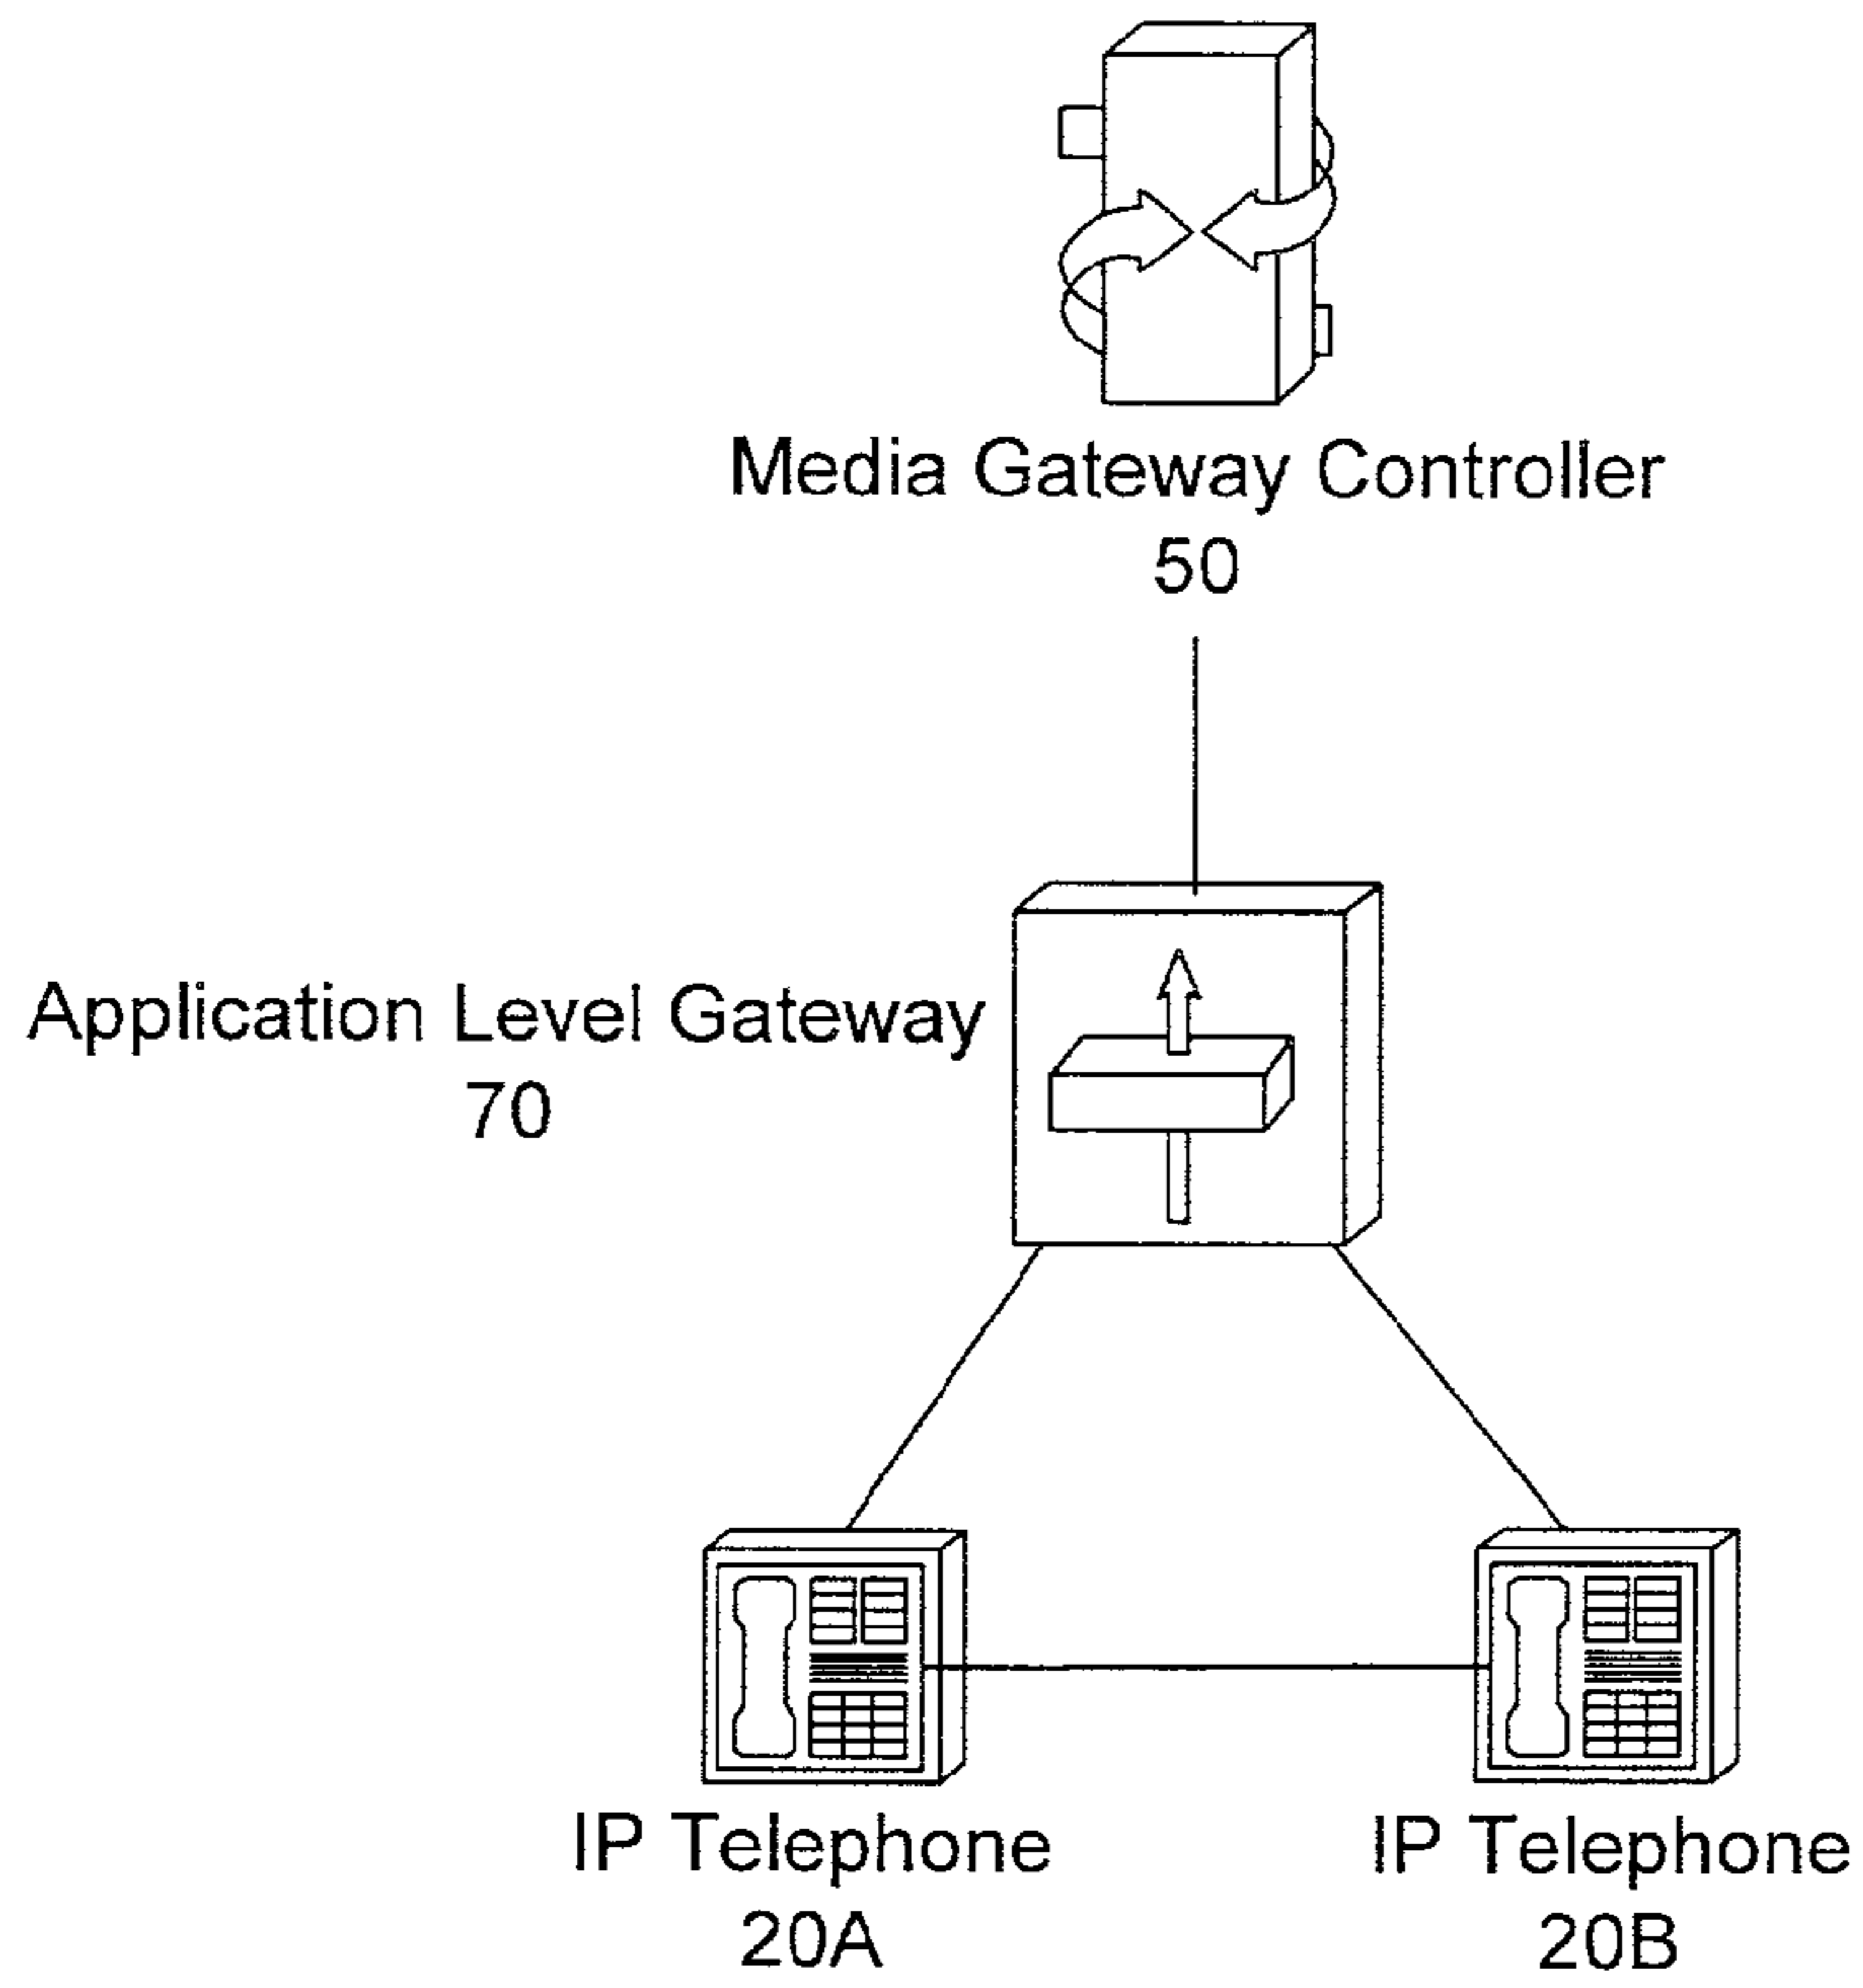 Media Gateway Controller
50
Application Level Gateway
70
IP Telephone
20A
IP Telephone
20B